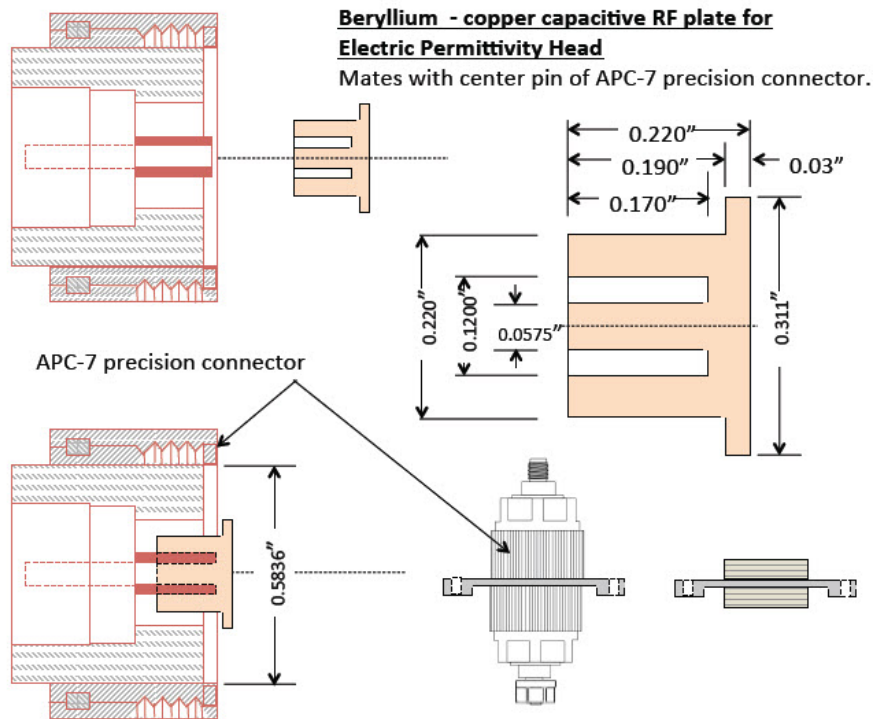 Beryllium - copper capacitive RF plate for
Electric Permittivity Head
Mates with center pin of APC-7 precision connector.
0.220”
0.190”
0.03”
0.170”
0.220”
0.1200”
0.0575”
0.311”
APC-7 precision connector
0.5836”